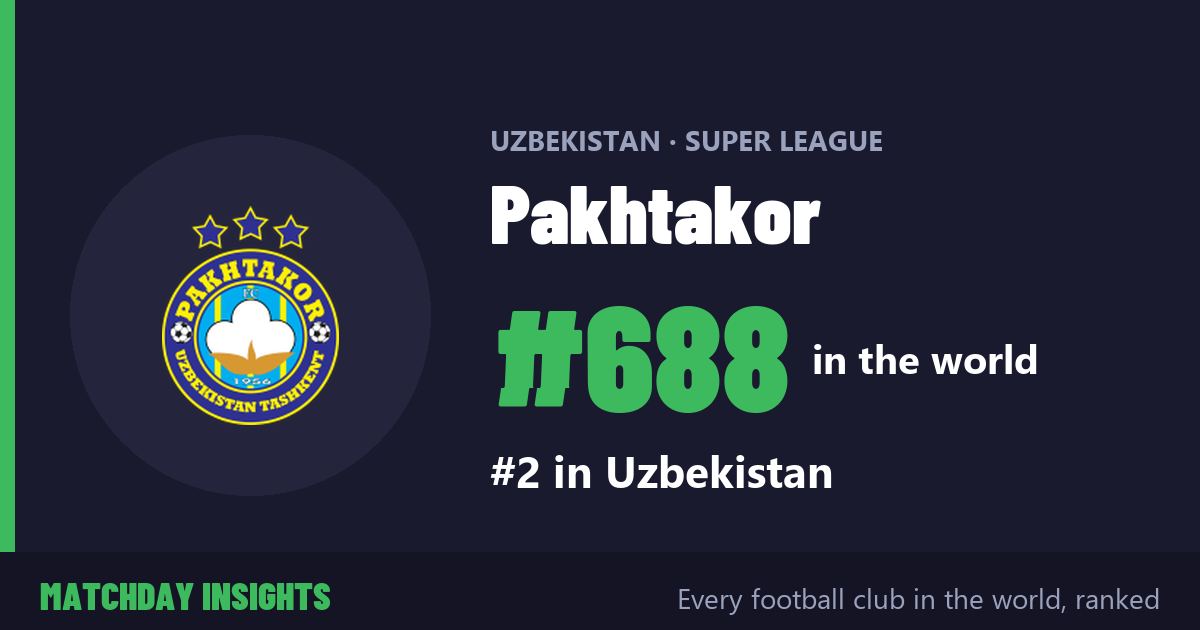 UZBEKISTAN · SUPER LEAGUE
Pakhtakor
PAKHTAKOR
FC
1956
UZBEKISTAN TASHKENT
#688 in the world
#2 in Uzbekistan
MATCHDAY INSIGHTS
Every football club in the world, ranked